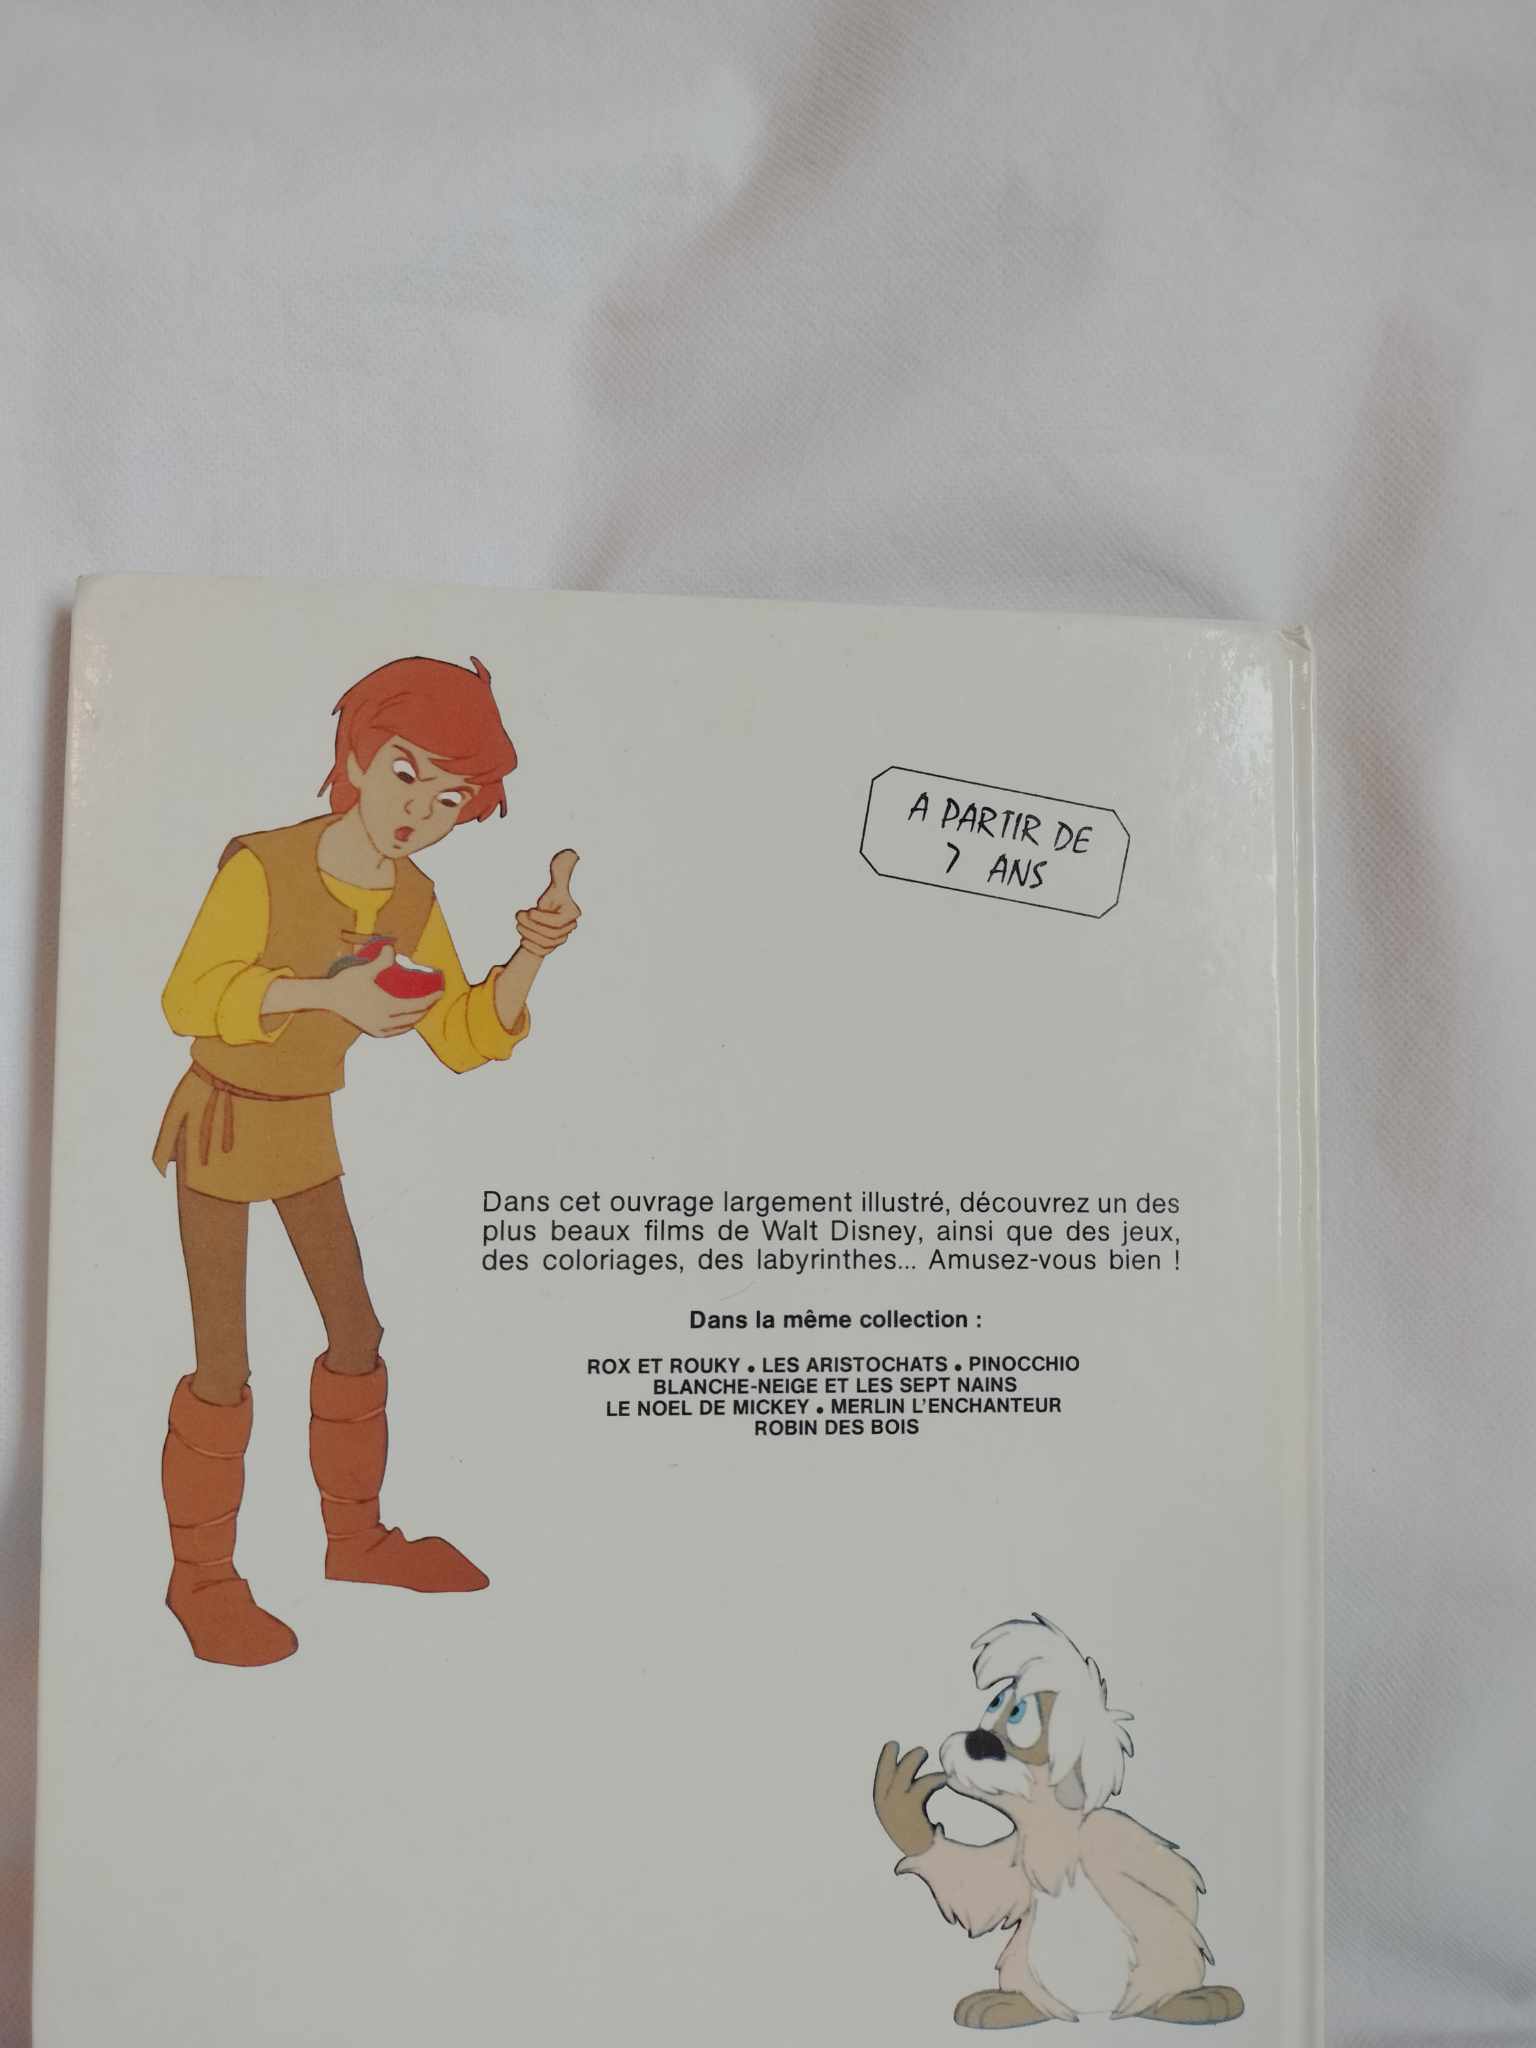 A PARTIR DE
7 ANS
Dans cet ouvrage largement illustré, découvrez un des
plus beaux films de Walt Disney, ainsi que des jeux,
des coloriages, des labyrinthes... Amusez-vous bien !
Dans la même collection :
ROX ET ROUKY • LES ARISTOCHATS • PINOCCHIO
BLANCHE-NEIGE ET LES SEPT NAINS
LE NOEL DE MICKEY • MERLIN L'ENCHANTEUR
ROBIN DES BOIS